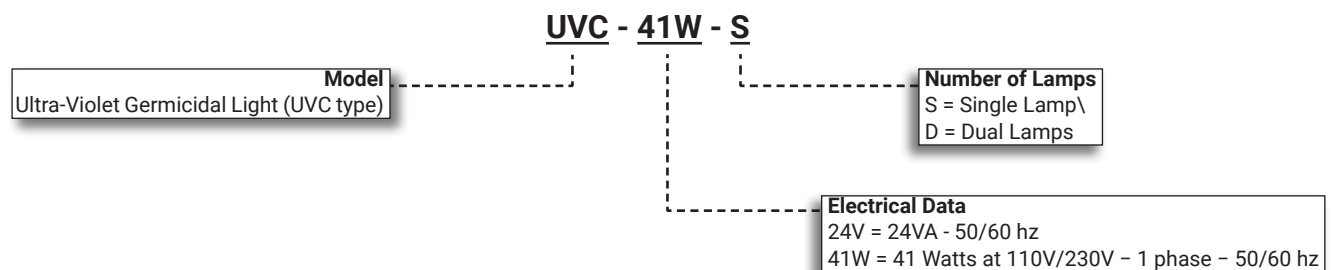 UVC - 41W - S
Model
Ultra-Violet Germicidal Light (UVC type)
Number of Lamps
S = Single Lamp\
D = Dual Lamps
Electrical Data
24V = 24VA - 50/60 hz
41W = 41 Watts at 110V/230V – 1 phase – 50/60 hz